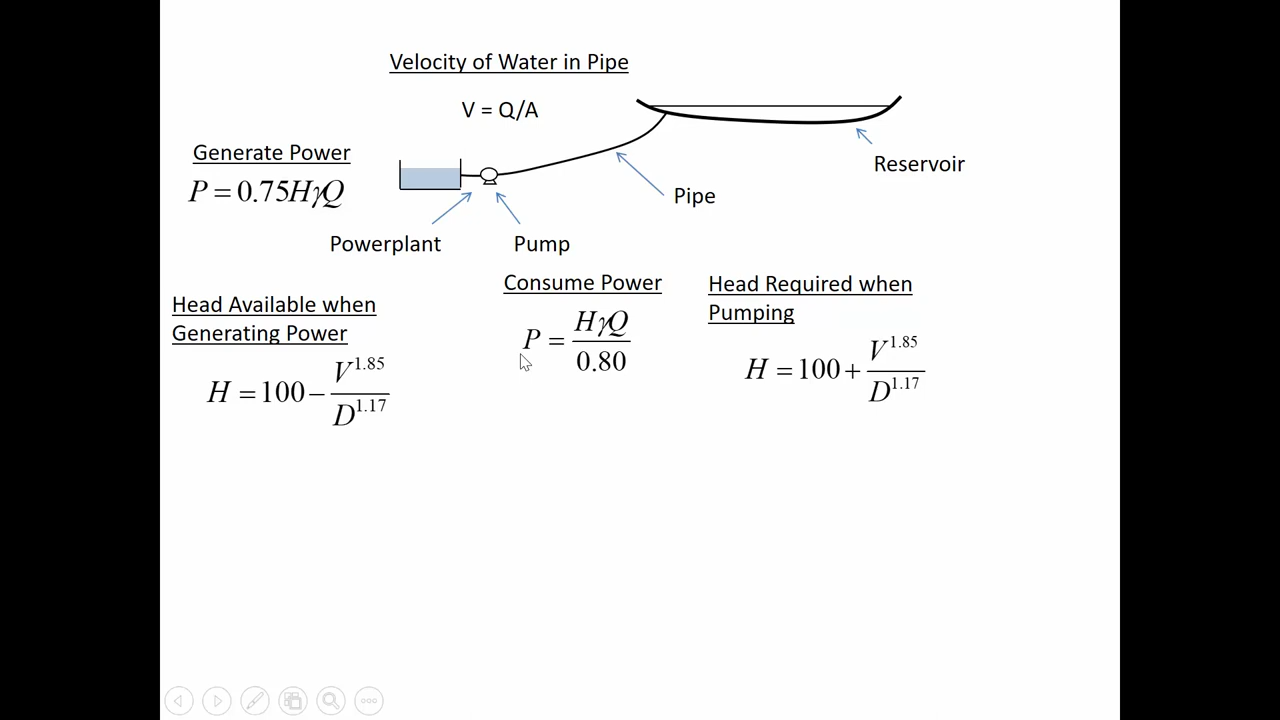 Velocity of Water in Pipe
V = Q/A
Generate Power
P = 0.75HγQ
Reservoir
Pipe
Powerplant
Pump
Head Available when
Generating Power
H = 100 − V^1.85 / D^1.17
Consume Power
P = HγQ / 0.80
Head Required when
Pumping
H = 100 + V^1.85 / D^1.17